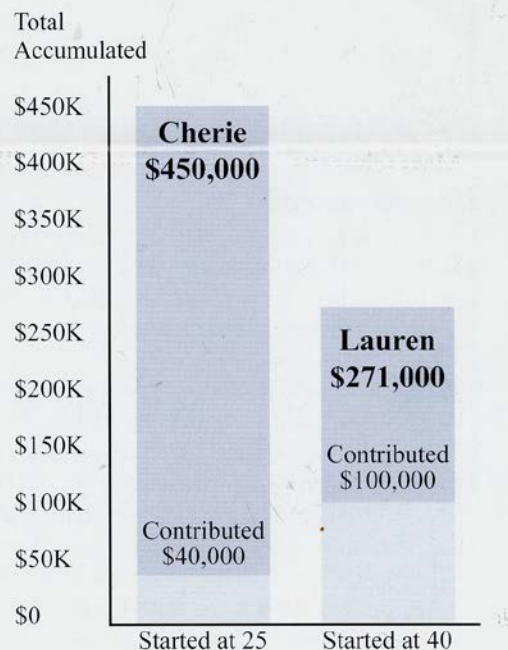 Total
Accumulated
$450K
$400K
$350K
$300K
$250K
$200K
$150K
$100K
$50K
$0
Cherie
$450,000
Contributed
$40,000
Lauren
$271,000
Contributed
$100,000
Started at 25
Started at 40